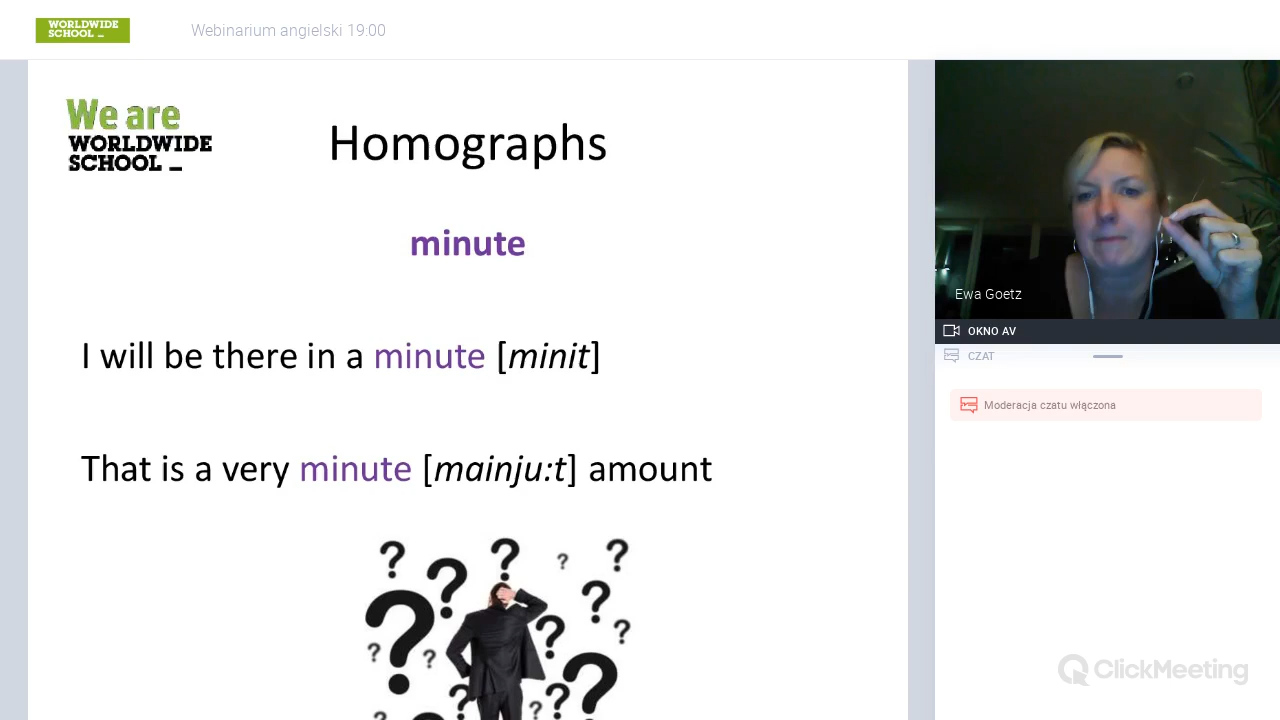 WORLDWIDE
SCHOOL _
Webinarium angielski 19:00
We are
WORLDWIDE
SCHOOL _
Homographs
minute
I will be there in a minute [minit]
That is a very minute [mainju:t] amount
? ? ? ? ? ? ? ? ? ? ? ? ? ?
Ewa Goetz
OKNO AV
CZAT
Moderacja czatu włączona
ClickMeeting